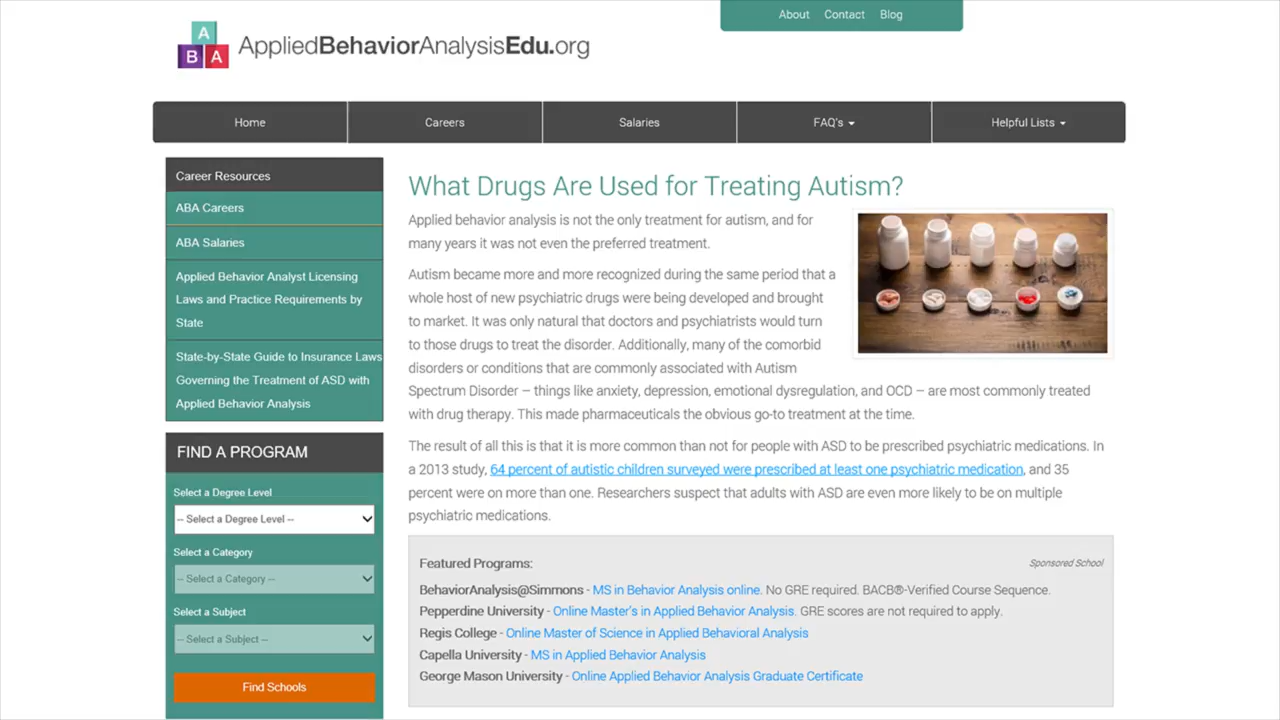 About Contact Blog
A
B A
AppliedBehaviorAnalysisEdu.org
Home Careers Salaries FAQ's Helpful Lists
Career Resources
ABA Careers
ABA Salaries
Applied Behavior Analyst Licensing
Laws and Practice Requirements by
State
State-by-State Guide to Insurance Laws
Governing the Treatment of ASD with
Applied Behavior Analysis
FIND A PROGRAM
Select a Degree Level
-- Select a Degree Level --
Select a Category
-- Select a Category --
Select a Subject
-- Select a Subject --
Find Schools
What Drugs Are Used for Treating Autism?
Applied behavior analysis is not the only treatment for autism, and for
many years it was not even the preferred treatment.
Autism became more and more recognized during the same period that a
whole host of new psychiatric drugs were being developed and brought
to market. It was only natural that doctors and psychiatrists would turn
to those drugs to treat the disorder. Additionally, many of the comorbid
disorders or conditions that are commonly associated with Autism
Spectrum Disorder – things like anxiety, depression, emotional dysregulation, and OCD – are most commonly treated
with drug therapy. This made pharmaceuticals the obvious go-to treatment at the time.
The result of all this is that it is more common than not for people with ASD to be prescribed psychiatric medications. In
a 2013 study, 64 percent of autistic children surveyed were prescribed at least one psychiatric medication, and 35
percent were on more than one. Researchers suspect that adults with ASD are even more likely to be on multiple
psychiatric medications.
Featured Programs: Sponsored School
BehaviorAnalysis@Simmons - MS in Behavior Analysis online. No GRE required. BACB®-Verified Course Sequence.
Pepperdine University - Online Master's in Applied Behavior Analysis. GRE scores are not required to apply.
Regis College - Online Master of Science in Applied Behavioral Analysis
Capella University - MS in Applied Behavior Analysis
George Mason University - Online Applied Behavior Analysis Graduate Certificate